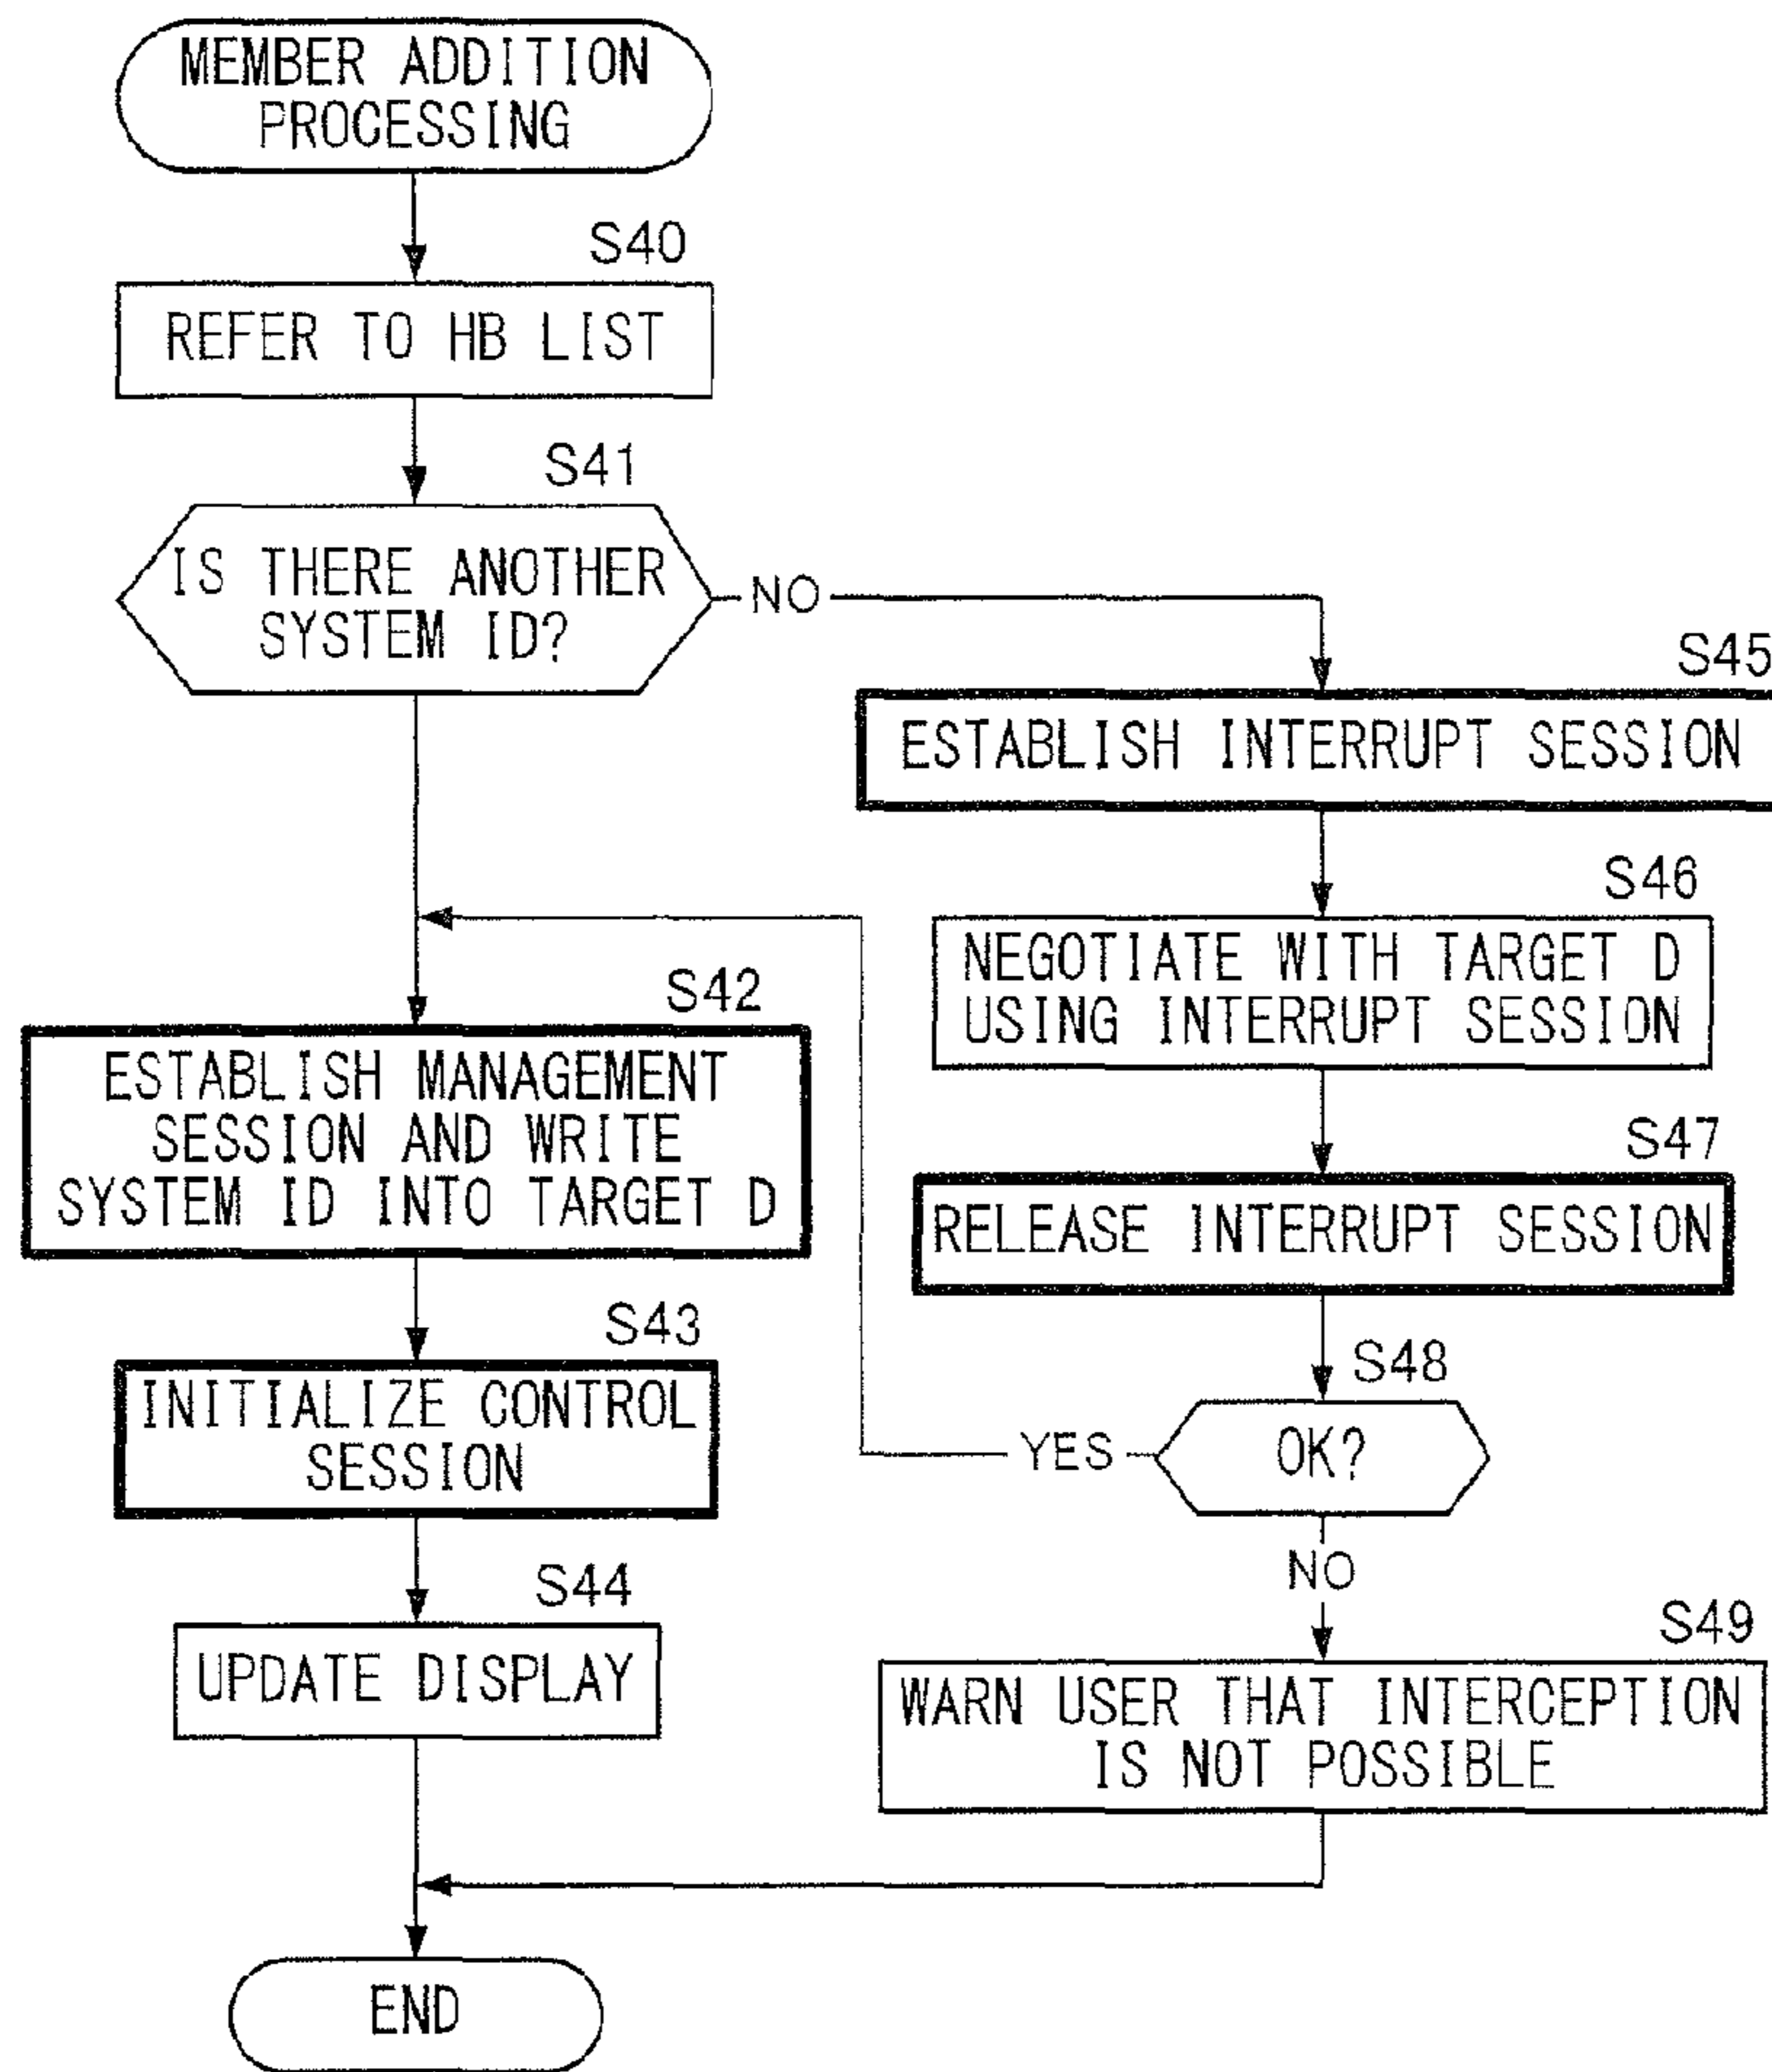 MEMBER ADDITION
PROCESSING
S40
REFER TO HB LIST
S41
IS THERE ANOTHER
SYSTEM ID?
NO
S42
ESTABLISH MANAGEMENT
SESSION AND WRITE
SYSTEM ID INTO TARGET D
S43
INITIALIZE CONTROL
SESSION
S44
UPDATE DISPLAY
S45
ESTABLISH INTERRUPT SESSION
S46
NEGOTIATE WITH TARGET D
USING INTERRUPT SESSION
S47
RELEASE INTERRUPT SESSION
S48
OK?
YES
NO
S49
WARN USER THAT INTERCEPTION
IS NOT POSSIBLE
END